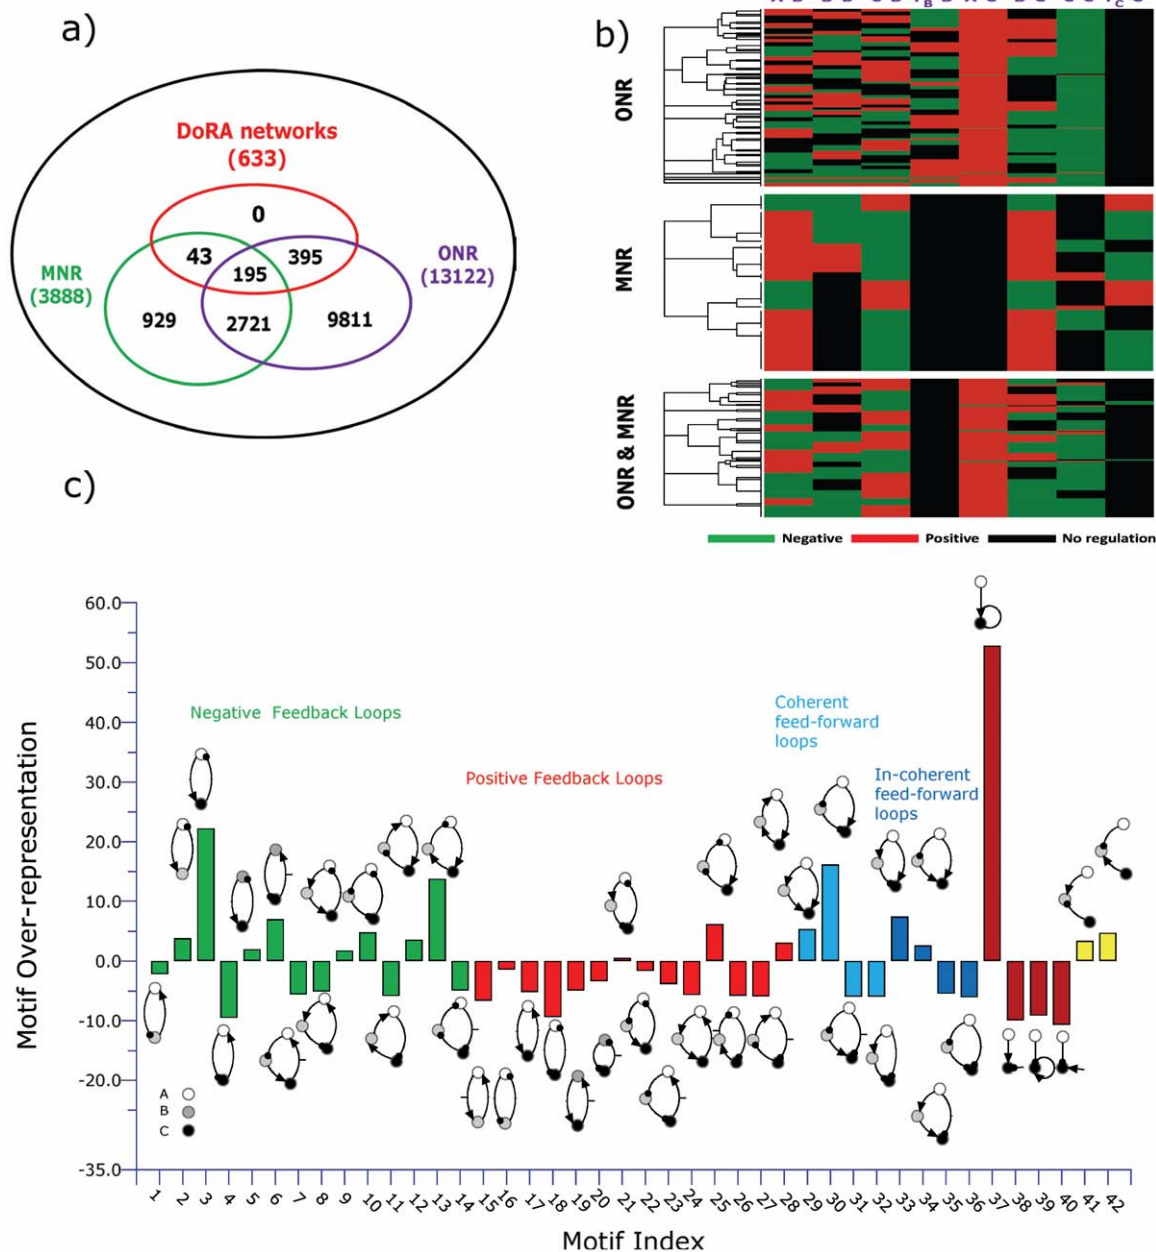 a)
DoRA networks
(633)
0
43
395
195
MNR
(3888)
ONR
(13122)
929
2721
9811
b)
ONR
MNR
ONR & MNR
Negative
Positive
No regulation
c)
Motif Over-representation
60.0
50.0
40.0
30.0
20.0
10.0
0.0
-10.0
-20.0
-35.0
Negative Feedback Loops
Positive Feedback Loops
Coherent
feed-forward
loops
In-coherent
feed-forward
loops
A
B
C
1 2 3 4 5 6 7 8 9 10 11 12 13 14 15 16 17 18 19 20 21 22 23 24 25 26 27 28 29 30 31 32 33 34 35 36 37 38 39 40 41 42
Motif Index